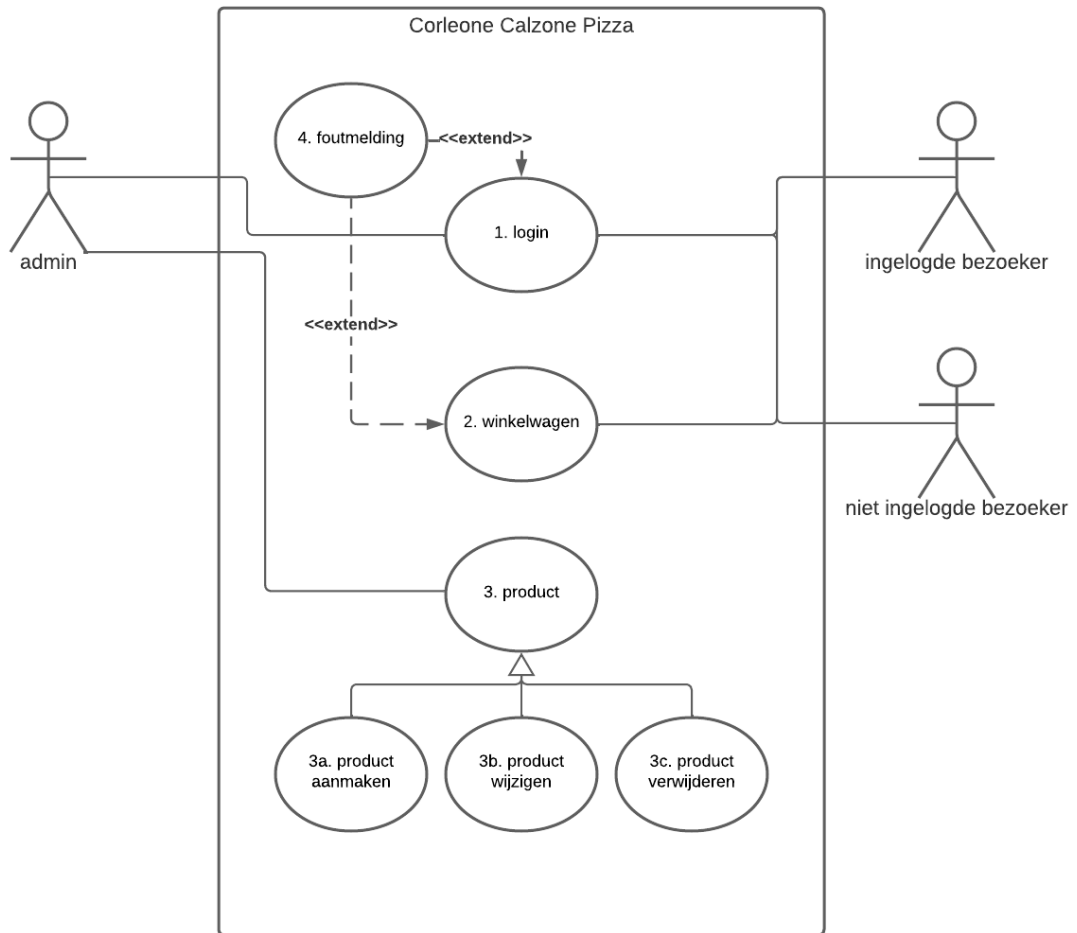 Corleone Calzone Pizza
4. foutmelding
<<extend>>
1. login
admin
ingelogde bezoeker
<<extend>>
2. winkelwagen
niet ingelogde bezoeker
3. product
3a. product
aanmaken
3b. product
wijzigen
3c. product
verwijderen